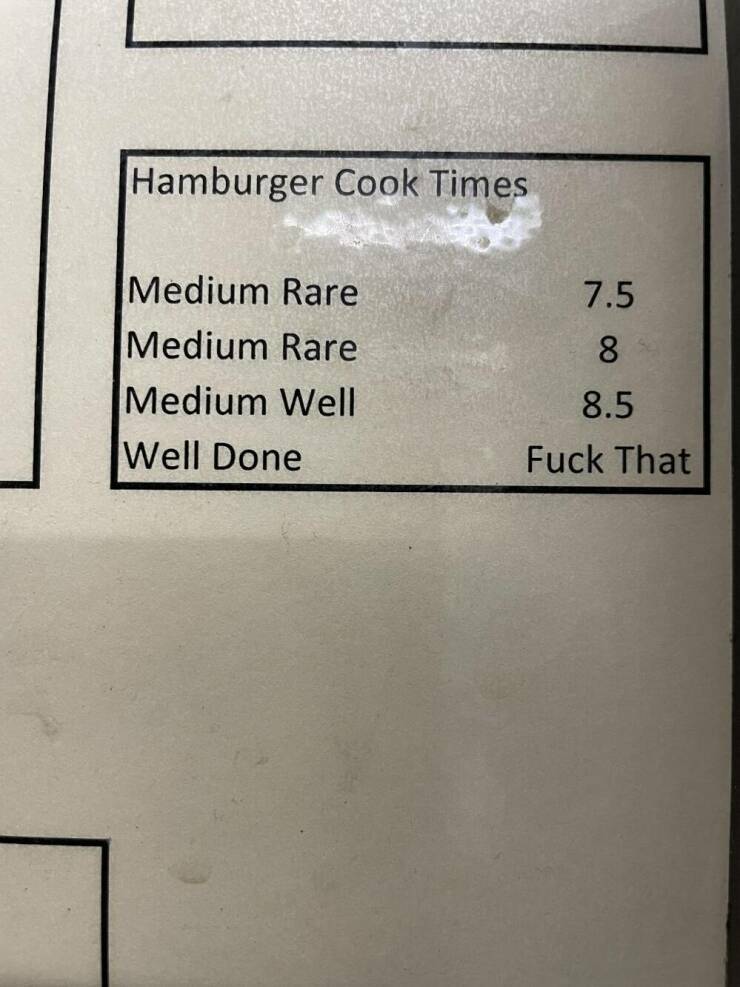 Hamburger Cook Times
Medium Rare 7.5
Medium Rare 8
Medium Well 8.5
Well Done Fuck That